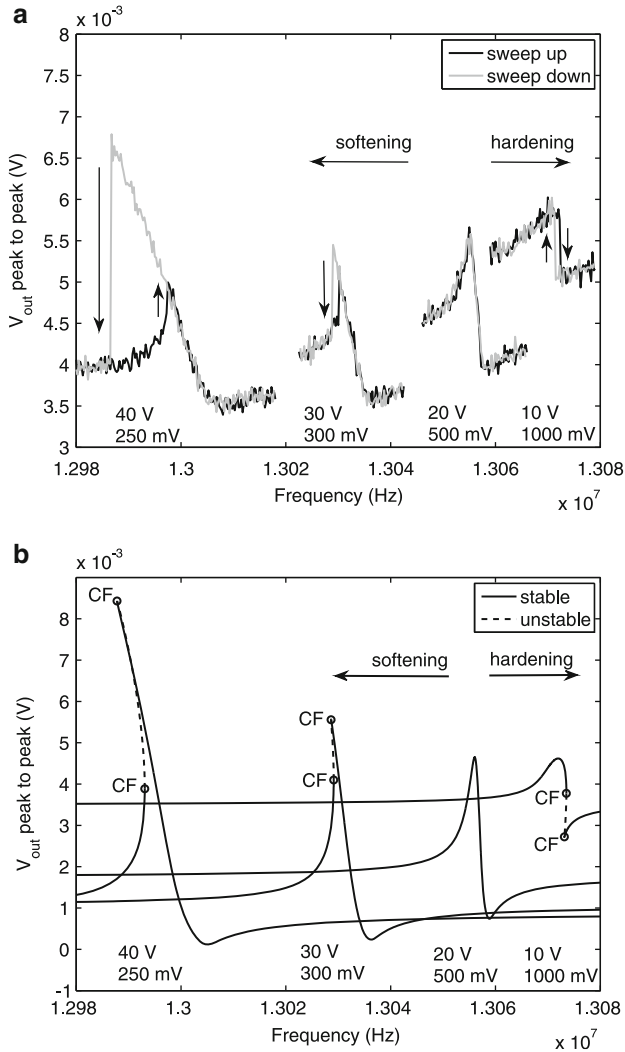 a
x 10⁻³
8
sweep up
sweep down
7.5
7
6.5
softening
hardening
6
5.5
5
4.5
4
3.5
3
V_out peak to peak (V)
40 V
250 mV
30 V
300 mV
20 V
500 mV
10 V
1000 mV
1.298
1.3
1.302
1.304
1.306
1.308
Frequency (Hz)
x 10⁷
b
x 10⁻³
stable
unstable
CF
8
7
softening
hardening
6
CF
5
CF
CF
4
CF
3
CF
2
1
0
-1
V_out peak to peak (V)
40 V
250 mV
30 V
300 mV
20 V
500 mV
10 V
1000 mV
1.298
1.3
1.302
1.304
1.306
1.308
Frequency (Hz)
x 10⁷